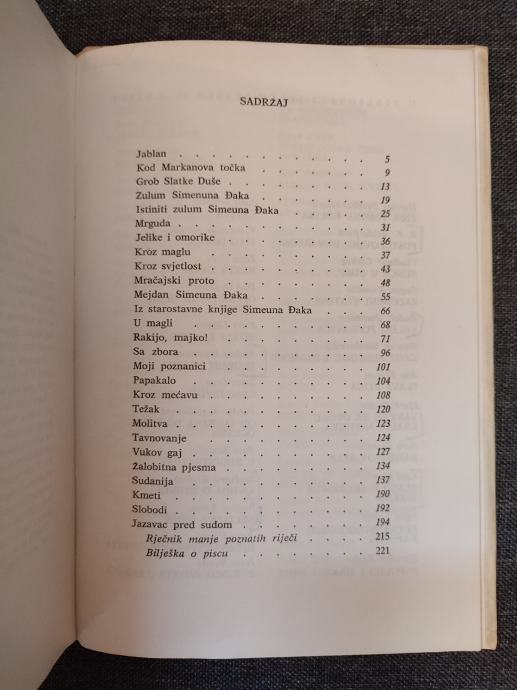 SADRŽAJ
Jablan . . . . . . . . . . . 5
Kod Markanova točka . . . . . . . 9
Grob Slatke Duše . . . . . . . . 13
Zulum Simenuna Đaka . . . . . . . 19
Istiniti zulum Simeuna Đaka . . . . . 25
Mrguda . . . . . . . . . . . 31
Jelike i omorike . . . . . . . . . 36
Kroz maglu . . . . . . . . . . 37
Kroz svjetlost . . . . . . . . . 43
Mračajski proto . . . . . . . . . 48
Mejdan Simeuna Đaka . . . . . . . 55
Iz starostavne knjige Simeuna Đaka . . . . 66
U magli . . . . . . . . . . . 68
Rakijo, majko! . . . . . . . . . 71
Sa zbora . . . . . . . . . . . 96
Moji poznanici . . . . . . . . . 101
Papakalo . . . . . . . . . . . 104
Kroz mećavu . . . . . . . . . . 108
Težak . . . . . . . . . . . . 120
Molitva . . . . . . . . . . . 123
Tavnovanje . . . . . . . . . . 124
Vukov gaj . . . . . . . . . . 127
Žalobitna pjesma . . . . . . . . 134
Sudanija . . . . . . . . . . . 137
Kmeti . . . . . . . . . . . . 190
Slobodi . . . . . . . . . . . 192
Jazavac pred sudom . . . . . . . . 194
Rječnik manje poznatih riječi . . . . 215
Bilješka o piscu . . . . . . . . 221